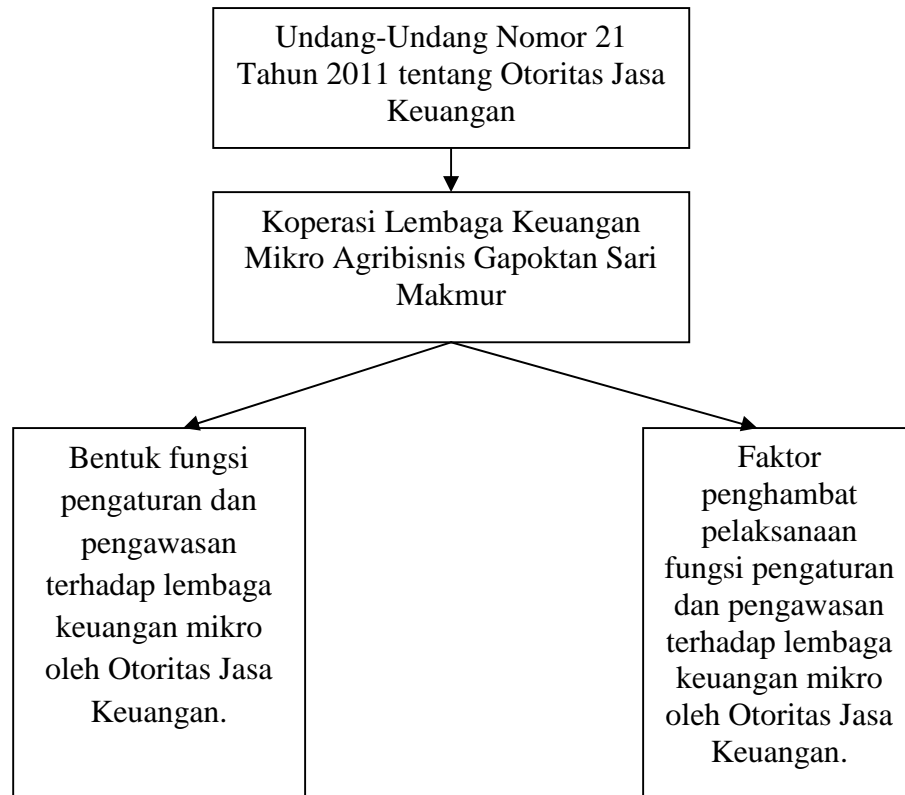 Undang-Undang Nomor 21
Tahun 2011 tentang Otoritas Jasa
Keuangan
Koperasi Lembaga Keuangan
Mikro Agribisnis Gapoktan Sari
Makmur
Bentuk fungsi
pengaturan dan
pengawasan
terhadap lembaga
keuangan mikro
oleh Otoritas Jasa
Keuangan.
Faktor
penghambat
pelaksanaan
fungsi pengaturan
dan pengawasan
terhadap lembaga
keuangan mikro
oleh Otoritas Jasa
Keuangan.